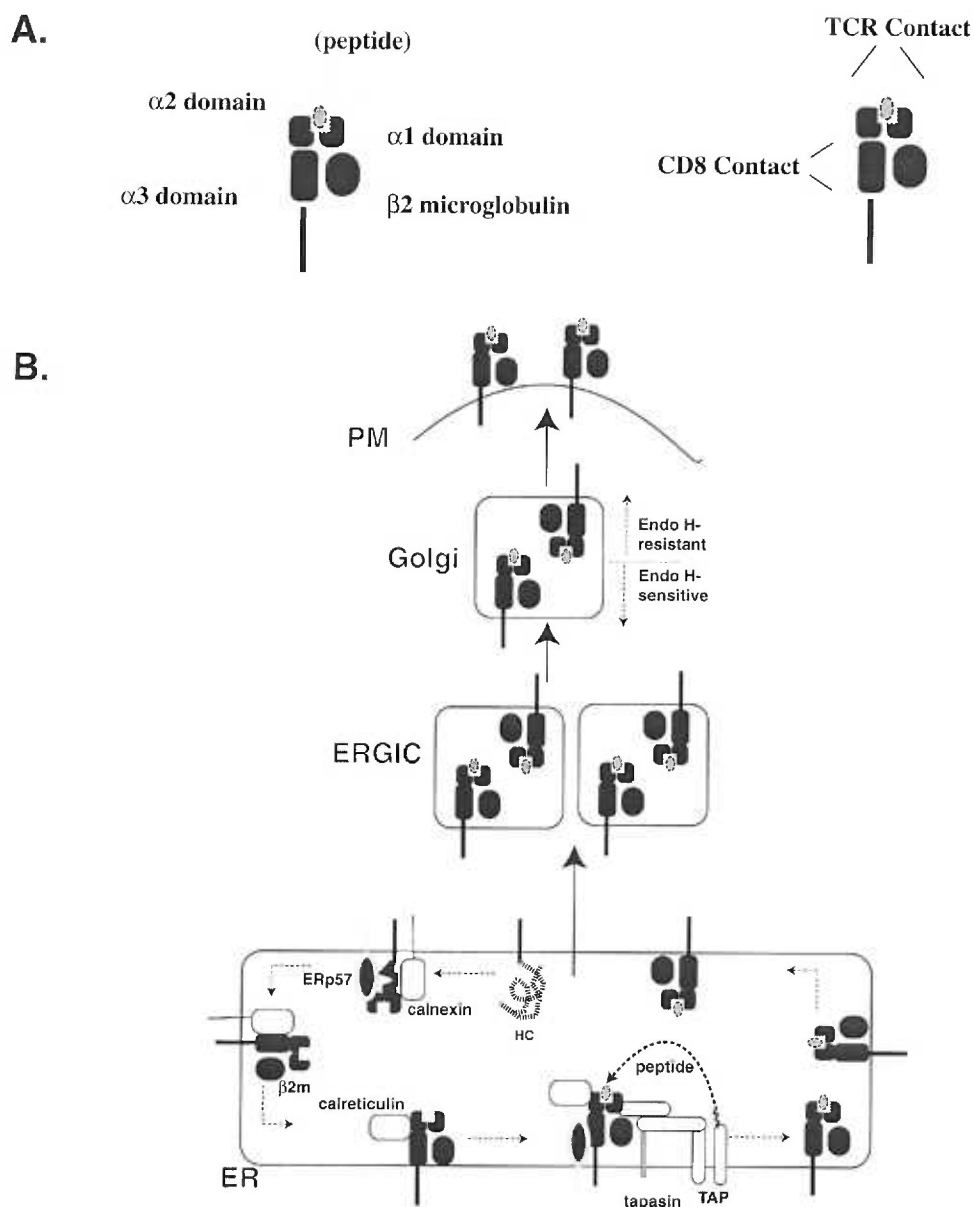 A.
(peptide)
TCR Contact
α2 domain
α1 domain
CD8 Contact
α3 domain
β2 microglobulin
B.
PM
Golgi
Endo H-
resistant
Endo H-
sensitive
ERGIC
ERp57
calnexin
HC
β2m
peptide
calreticulin
ER
tapasin
TAP